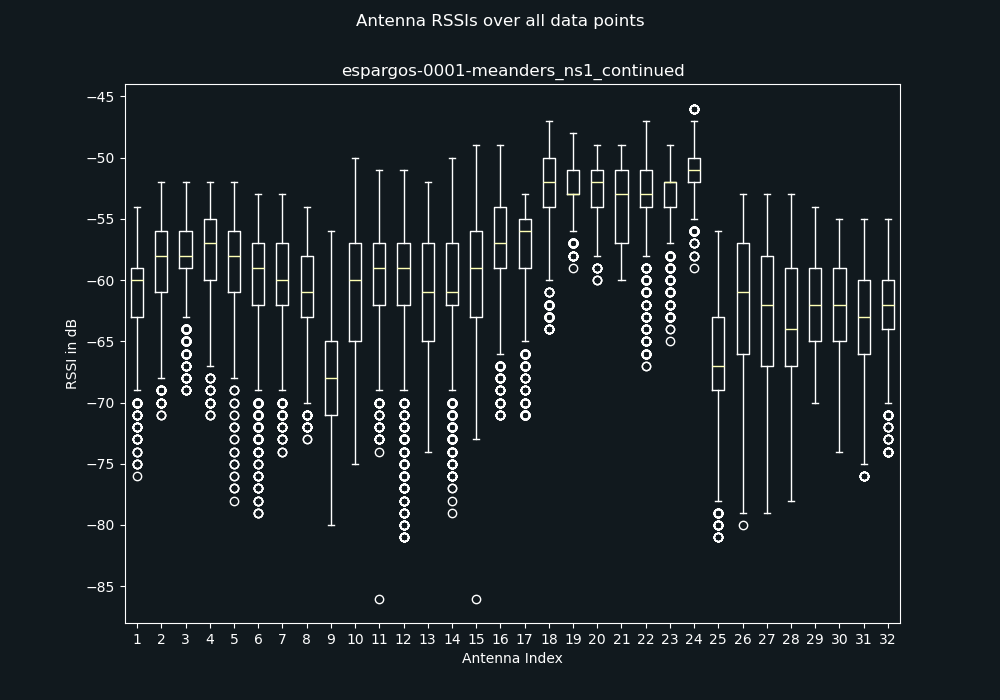 Antenna RSSIs over all data points
espargos-0001-meanders_ns1_continued
−45
−50
−55
−60
−65
−70
−75
−80
−85
RSSI in dB
1 2 3 4 5 6 7 8 9 10 11 12 13 14 15 16 17 18 19 20 21 22 23 24 25 26 27 28 29 30 31 32
Antenna Index